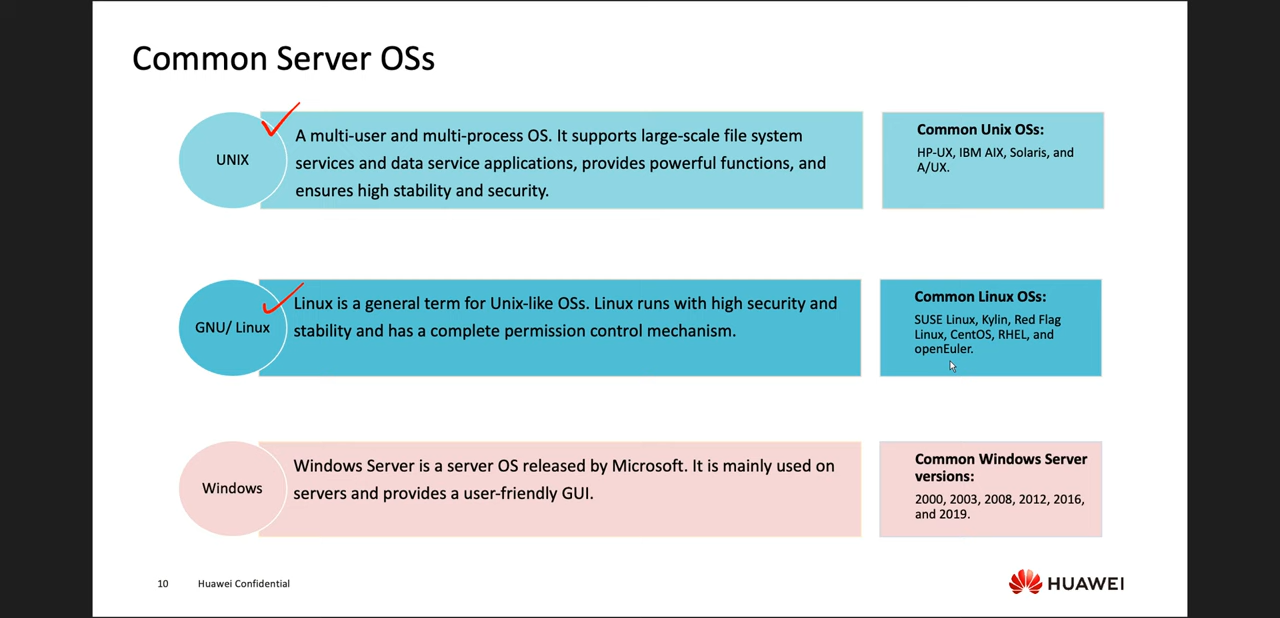 Common Server OSs
UNIX
A multi-user and multi-process OS. It supports large-scale file system
services and data service applications, provides powerful functions, and
ensures high stability and security.
Common Unix OSs:
HP-UX, IBM AIX, Solaris, and
A/UX.
GNU/ Linux
Linux is a general term for Unix-like OSs. Linux runs with high security and
stability and has a complete permission control mechanism.
Common Linux OSs:
SUSE Linux, Kylin, Red Flag
Linux, CentOS, RHEL, and
openEuler.
Windows
Windows Server is a server OS released by Microsoft. It is mainly used on
servers and provides a user-friendly GUI.
Common Windows Server
versions:
2000, 2003, 2008, 2012, 2016,
and 2019.
10 Huawei Confidential
HUAWEI